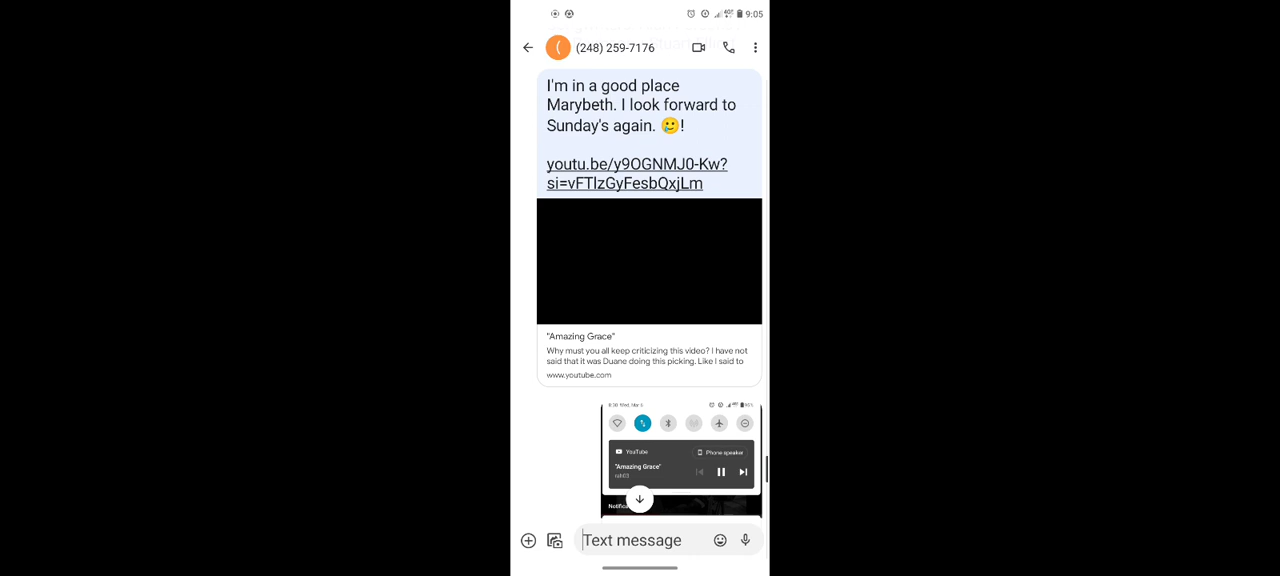 9:05
(248) 259-7176
I'm in a good place
Marybeth. I look forward to
Sunday's again. 🥲!
youtu.be/y9OGNMJ0-Kw?
si=vFTlzGyFesbQxjLm
"Amazing Grace"
Why must you all keep criticizing this video? I have not
said that it was Duane doing this picking. Like I said to
www.youtube.com
YouTube
Phone speaker
"Amazing Grace"
Text message